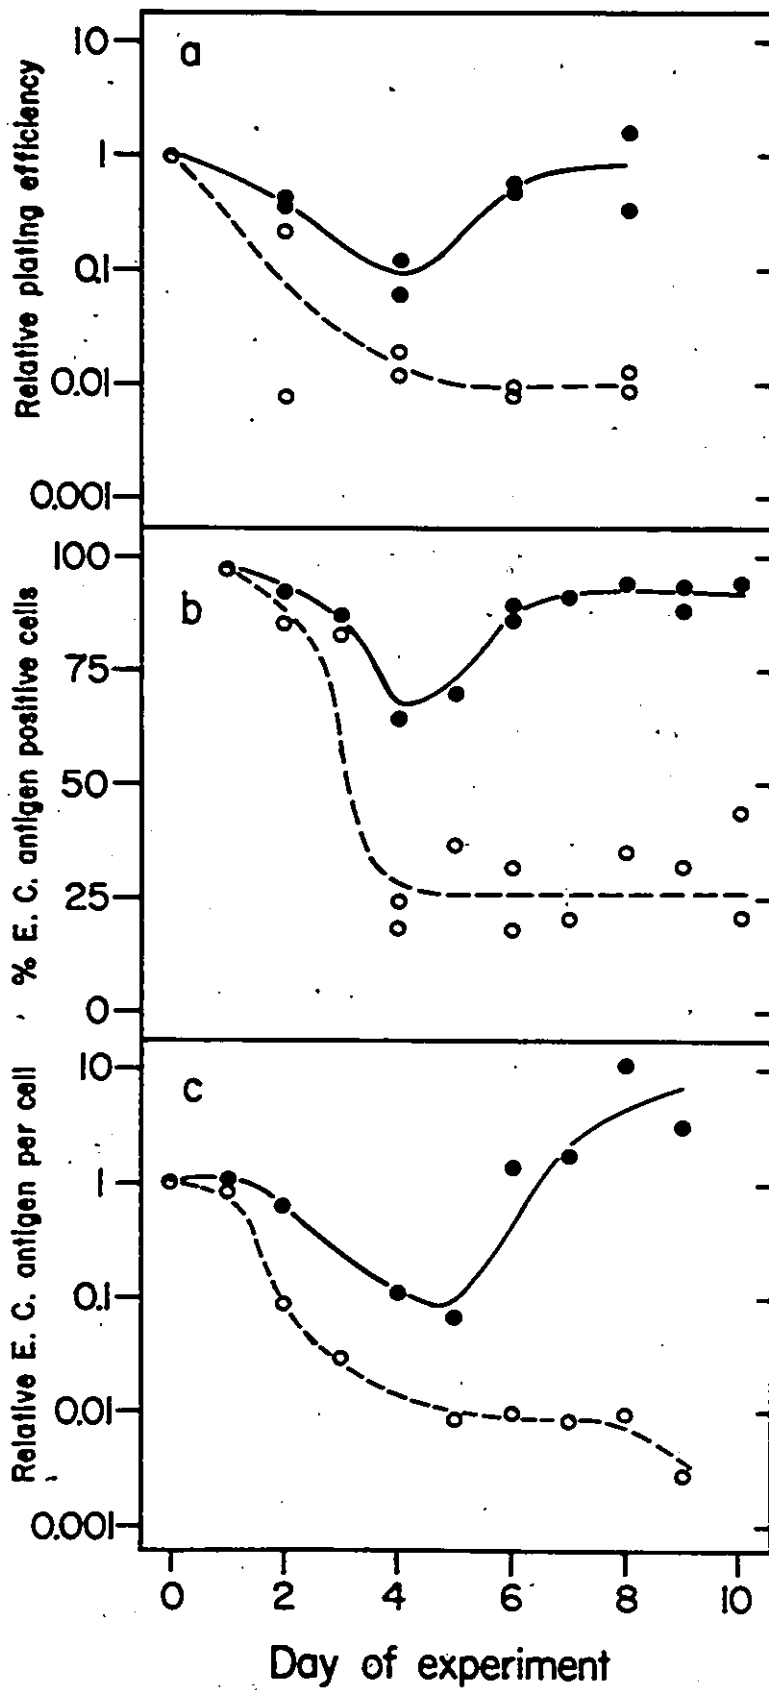 a
Relative plating efficiency
10
1
0.1
0.01
0.001
b
% E. C. antigen positive cells
100
75
50
25
0
c
Relative E. C. antigen per cell
10
1
0.1
0.01
0.001
0 2 4 6 8 10
Day of experiment